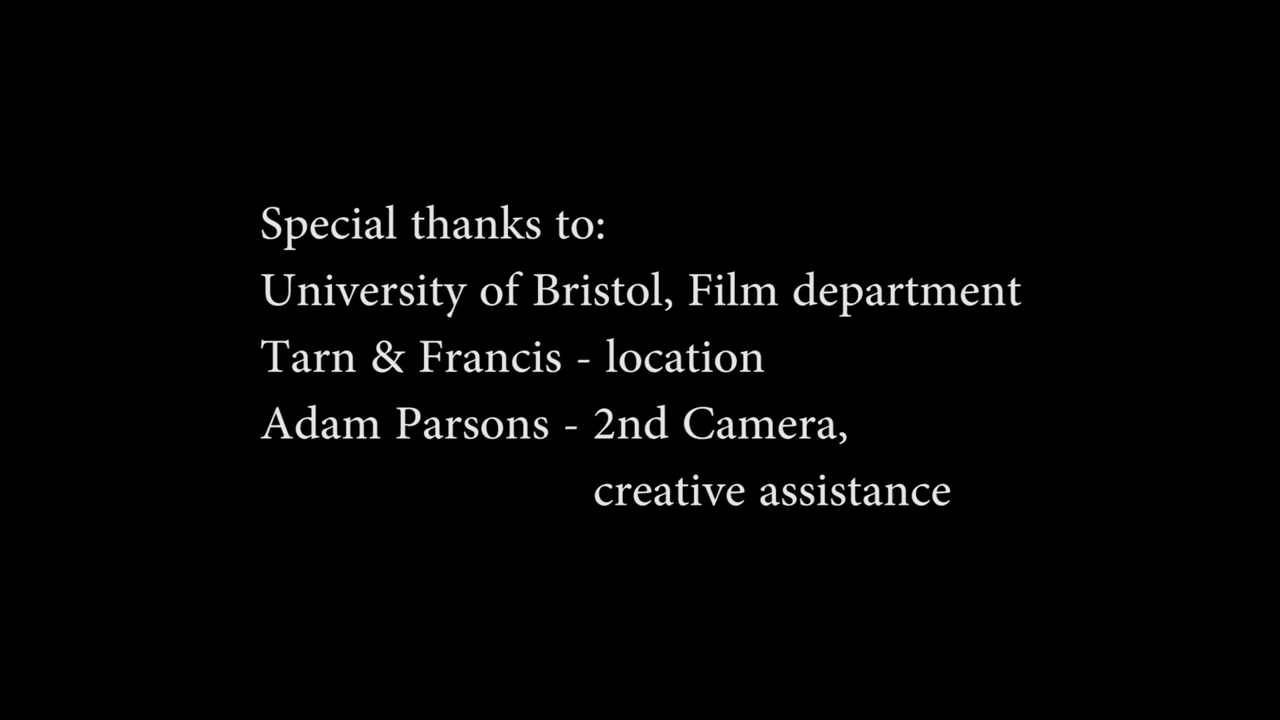 Special thanks to:
University of Bristol, Film department
Tarn & Francis - location
Adam Parsons - 2nd Camera,
creative assistance